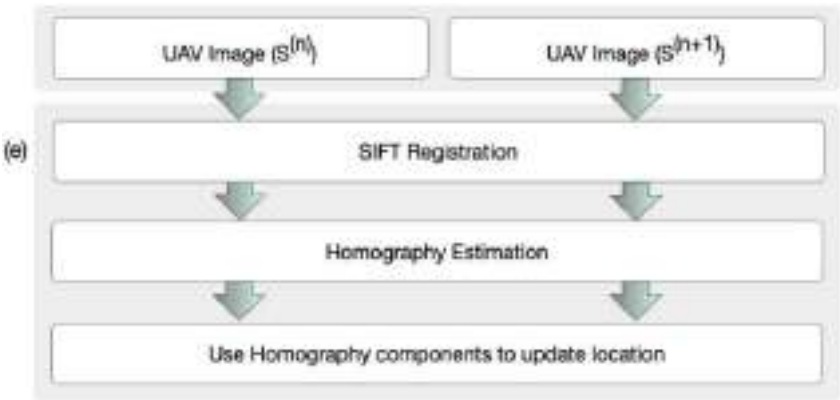 UAV Image (S^(n))
UAV Image (S^(n+1))
(e)
SIFT Registration
Homography Estimation
Use Homography components to update location